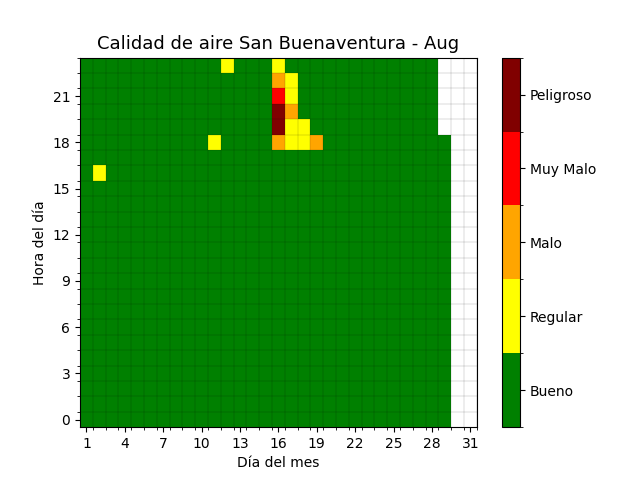 Calidad de aire San Buenaventura - Aug
Hora del día
21
18
15
12
9
6
3
0
1 4 7 10 13 16 19 22 25 28 31
Día del mes
Peligroso
Muy Malo
Malo
Regular
Bueno